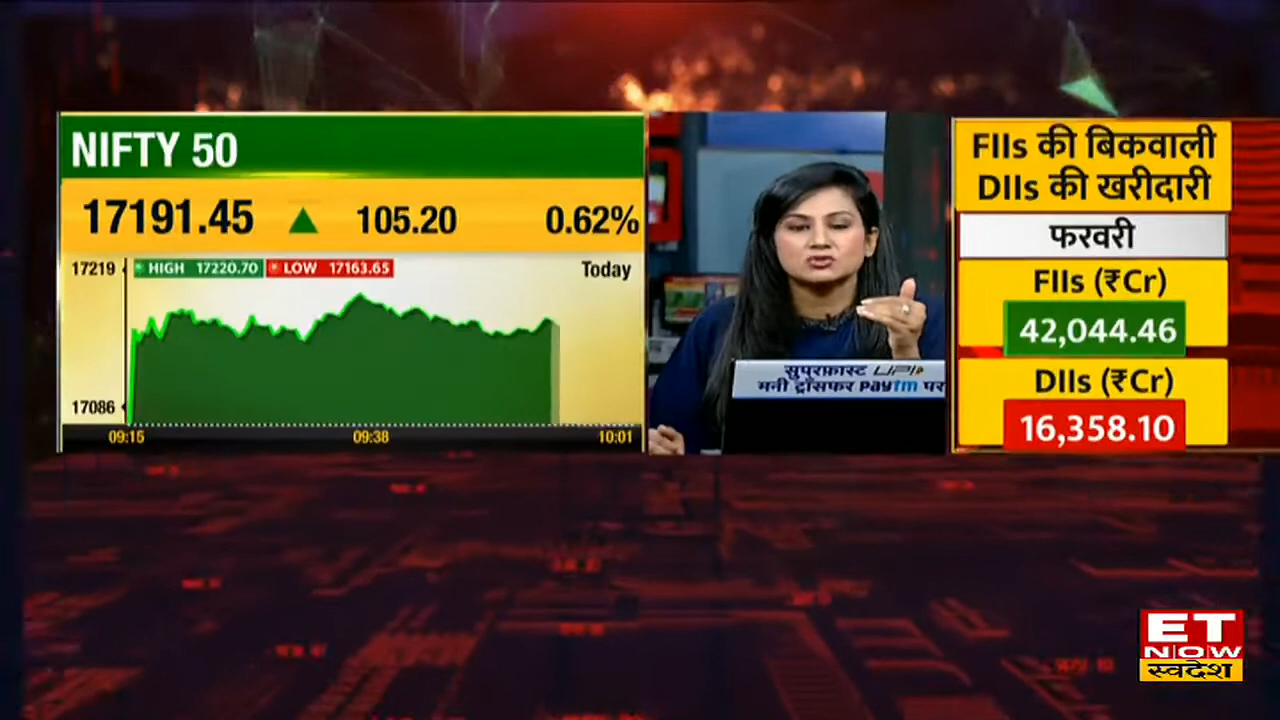 NIFTY 50
17191.45 ▲ 105.20 0.62%
17219
HIGH 17220.70 LOW 17163.65
Today
17086
09:15 09:38 10:01
सुपरफ़ास्ट UPI
मनी ट्राँसफर paytm पर
FIIs की बिकवाली
DIIs की खरीदारी
फरवरी
FIIs (₹Cr)
42,044.46
DIIs (₹Cr)
16,358.10
ET
NOW
स्वदेश